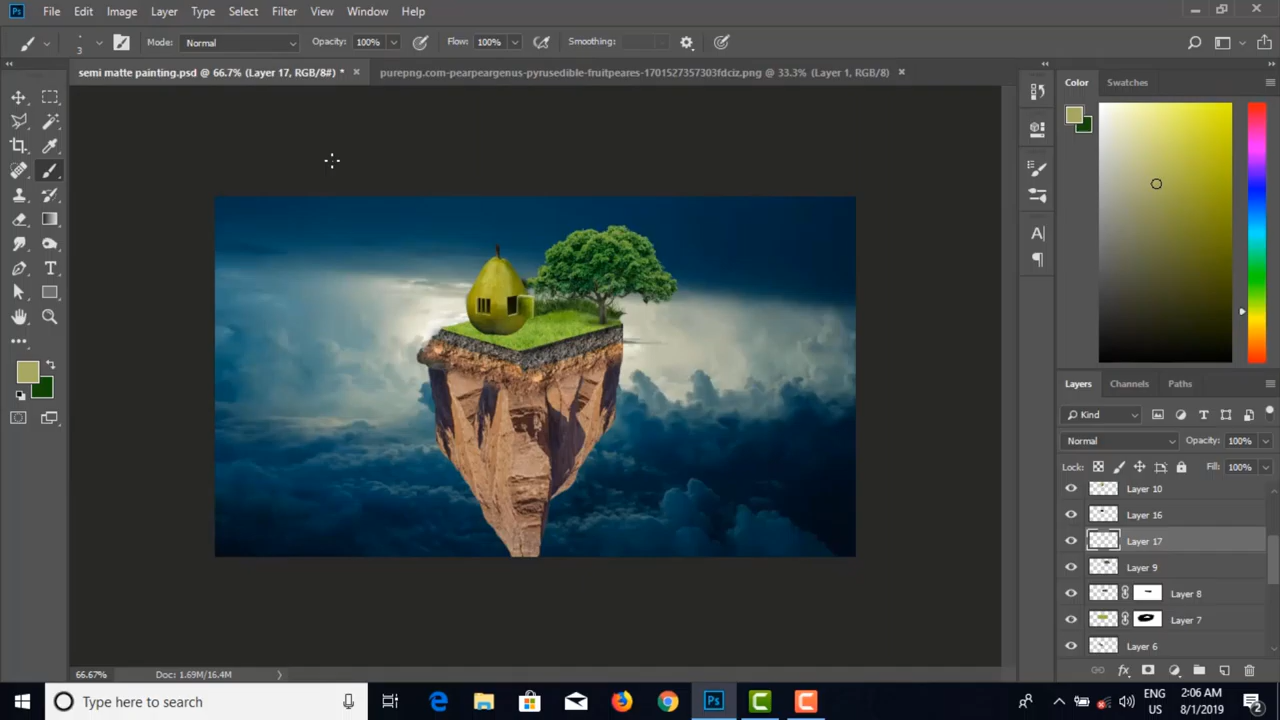 Ps File Edit Image Layer Type Select Filter View Window Help
3 Mode: Normal Opacity: 100% Flow: 100% Smoothing:
semi matte painting.psd @ 66.7% (Layer 17, RGB/8#) * × purepng.com-pearpeargenus-pyrusedible-fruitpeares-1701527357303fdciz.png @ 33.3% (Layer 1, RGB/8) ×
Color Swatches
Layers Channels Paths
Kind
Normal Opacity: 100%
Lock: Fill: 100%
Layer 10
Layer 16
Layer 17
Layer 9
Layer 8
Layer 7
Layer 6
fx
66.67% Doc: 1.69M/16.4M
Type here to search
Ps
ENG
US
2:06 AM
8/1/2019
2